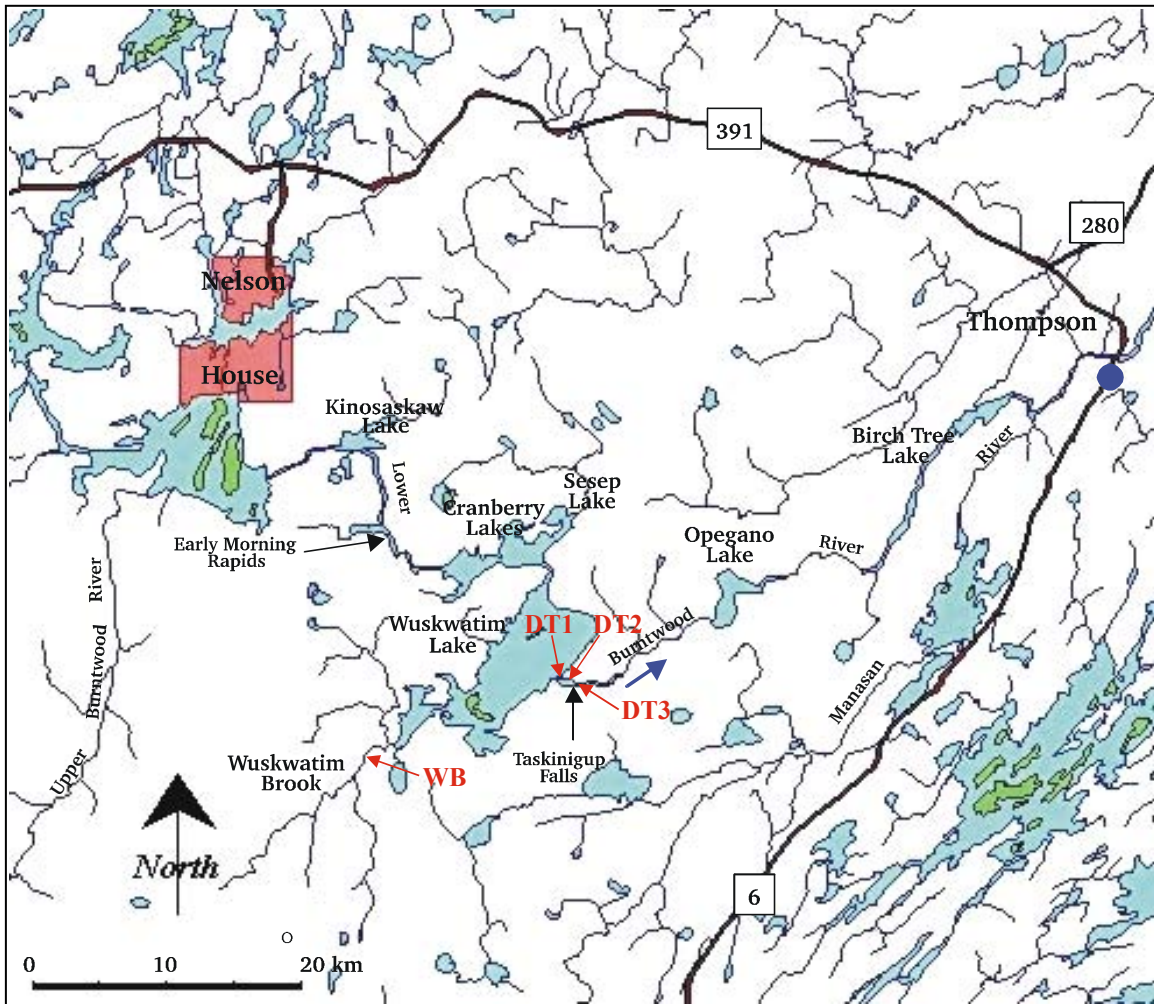 391
280
Nelson
House
Thompson
Kinosaskaw
Lake
Lower
Birch Tree
Lake
River
Sesep
Lake
Cranberry
Lakes
Early Morning
Rapids
Opegano
Lake
River
River
Burntwood
Upper
Wuskwatim
Lake
DT1
DT2
Burntwood
DT3
Manasan
Taskinigup
Falls
Wuskwatim
Brook
WB
North
6
0
10
20 km